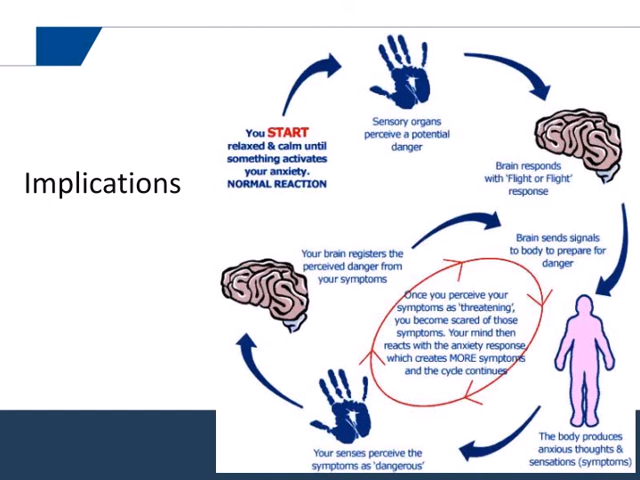 Implications
You START
relaxed & calm until
something activates
your anxiety.
NORMAL REACTION
Sensory organs
perceive a potential
danger
Brain responds
with 'Flight or Flight'
response
Brain sends signals
to body to prepare for
danger
The body produces
anxious thoughts &
sensations (symptoms)
Your senses perceive the
symptoms as 'dangerous'
Your brain registers the
perceived danger from
your symptoms
Once you perceive your
symptoms as 'threatening',
you become scared of those
symptoms. Your mind then
reacts with the anxiety response,
which creates MORE symptoms
and the cycle continues